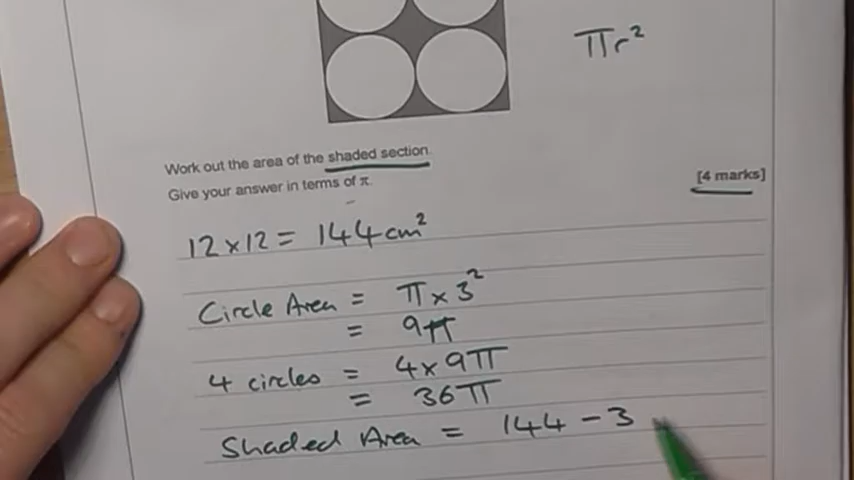 πr²
Work out the area of the shaded section.
Give your answer in terms of π.
[4 marks]
12 × 12 = 144 cm²
Circle Area = π × 3²
= 9π
4 circles = 4 × 9π
= 36π
Shaded Area = 144 - 3